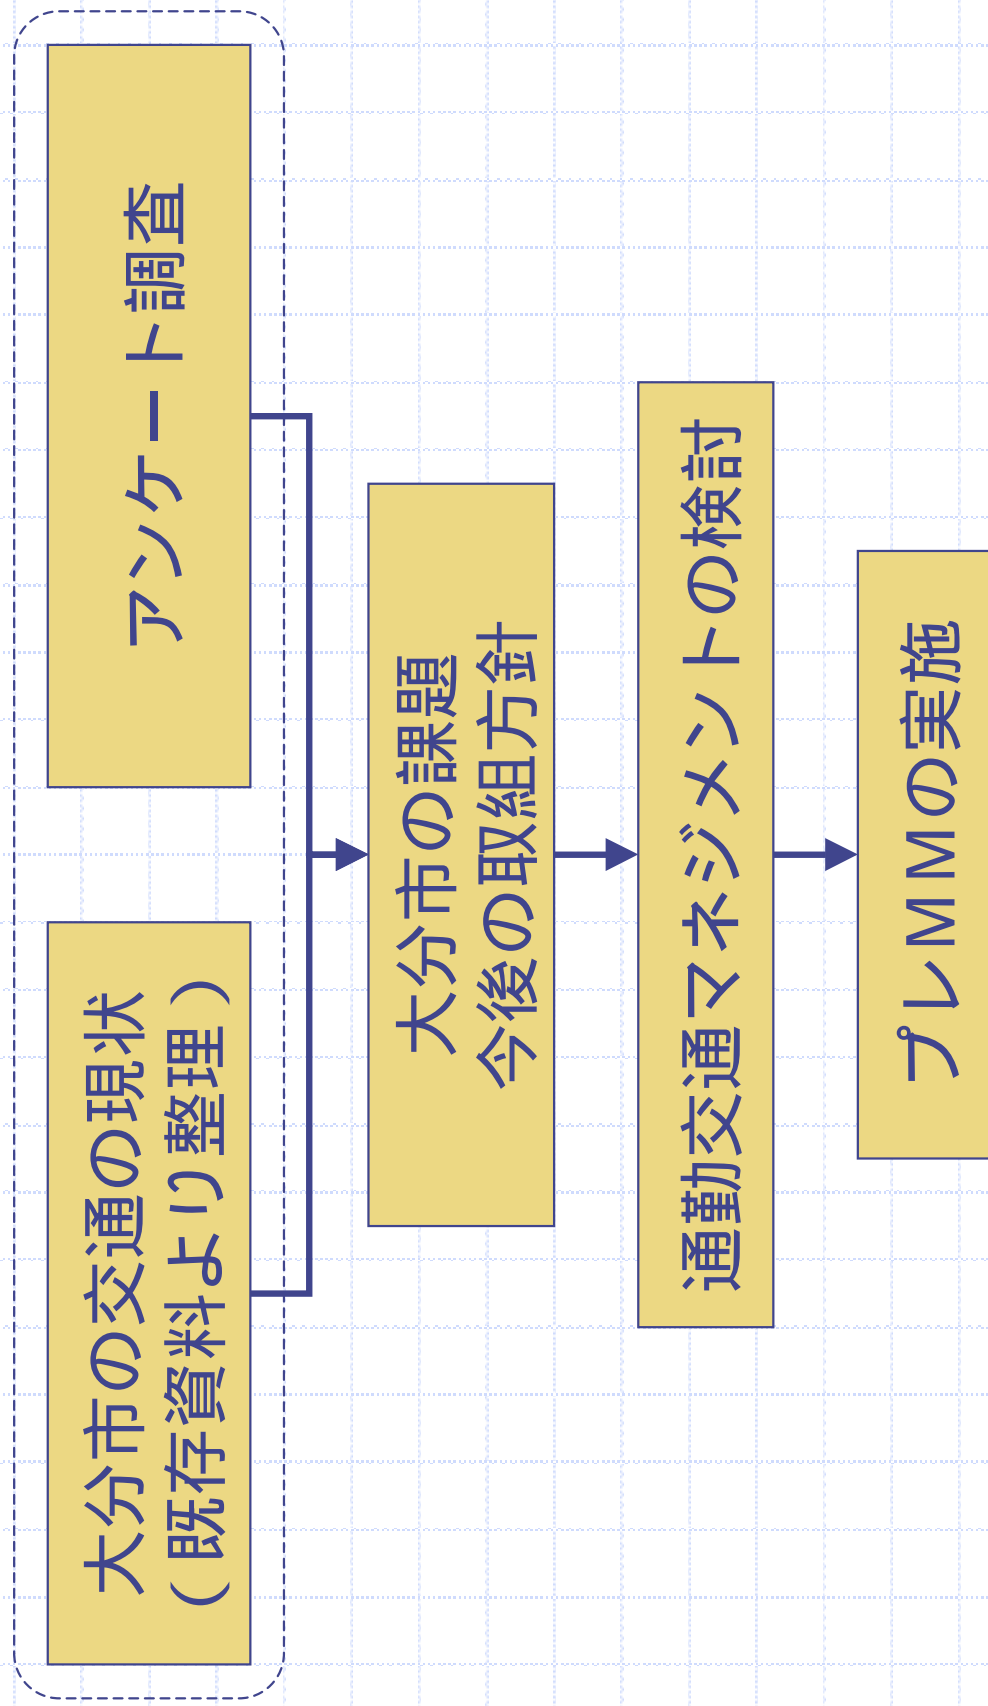 大分市の交通の現状
(既存資料より整理)
アンケート調査
大分市の課題
今後の取組方針
通勤交通マネジメントの検討
プレMMの実施